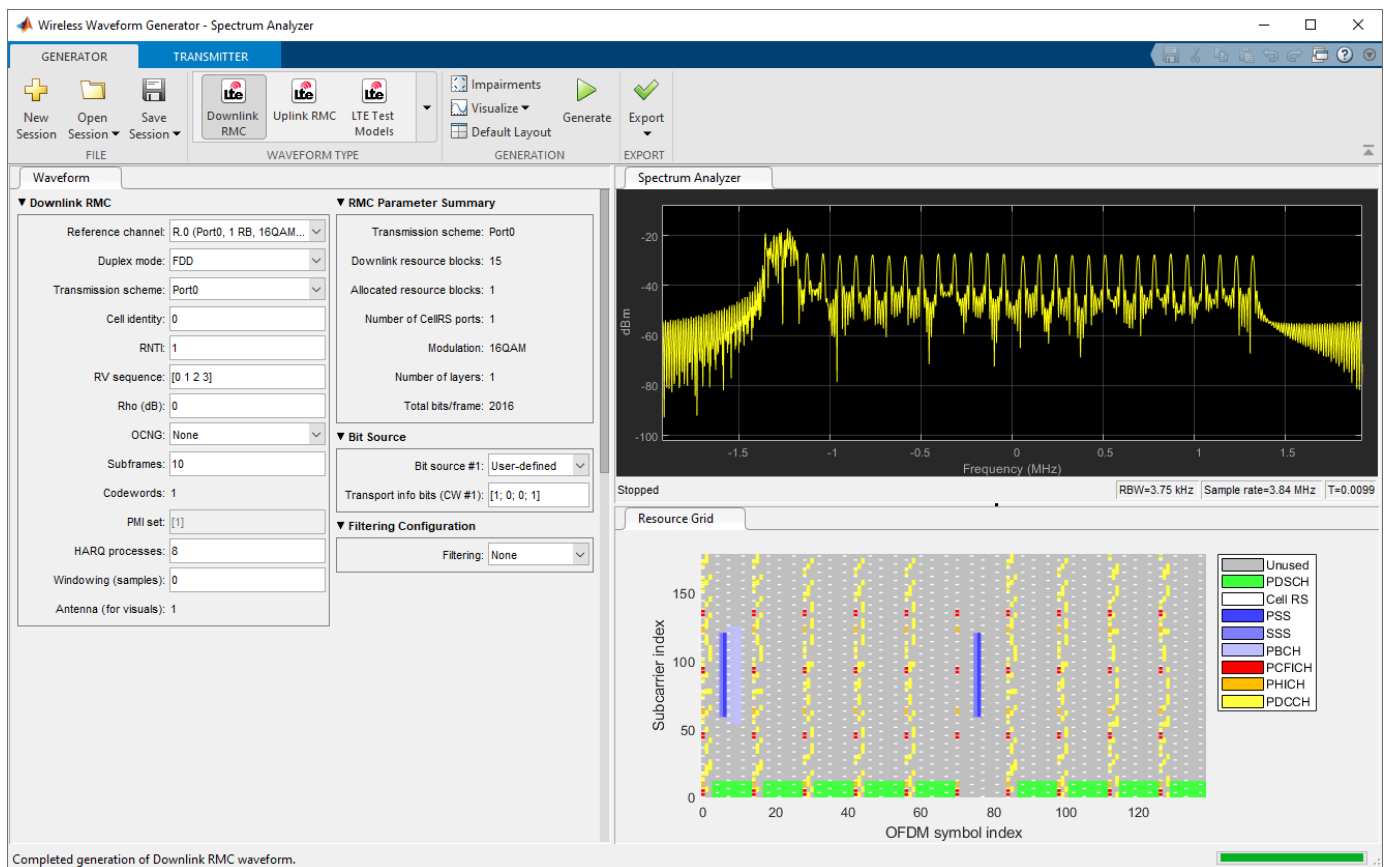 Wireless Waveform Generator - Spectrum Analyzer
GENERATOR TRANSMITTER
New Session
Open Session
Save Session
FILE
LTE Downlink RMC
LTE Uplink RMC
LTE LTE Test Models
WAVEFORM TYPE
Impairments
Visualize
Default Layout
Generate
GENERATION
Export
EXPORT
Waveform
Downlink RMC
Reference channel: R.0 (Port0, 1 RB, 16QAM...
Duplex mode: FDD
Transmission scheme: Port0
Cell identity: 0
RNTI: 1
RV sequence: [0 1 2 3]
Rho (dB): 0
OCNG: None
Subframes: 10
Codewords: 1
PMI set: [1]
HARQ processes: 8
Windowing (samples): 0
Antenna (for visuals): 1
RMC Parameter Summary
Transmission scheme: Port0
Downlink resource blocks: 15
Allocated resource blocks: 1
Number of CellRS ports: 1
Modulation: 16QAM
Number of layers: 1
Total bits/frame: 2016
Bit Source
Bit source #1: User-defined
Transport info bits (CW #1): [1; 0; 0; 1]
Filtering Configuration
Filtering: None
Spectrum Analyzer
-20
-40
-60
-80
-100
dBm
-1.5 -1 -0.5 0 0.5 1 1.5
Frequency (MHz)
Stopped RBW=3.75 kHz Sample rate=3.84 MHz T=0.0099
Resource Grid
150
100
50
0
Subcarrier index
0 20 40 60 80 100 120
OFDM symbol index
Unused
PDSCH
Cell RS
PSS
SSS
PBCH
PCFICH
PHICH
PDCCH
Completed generation of Downlink RMC waveform.